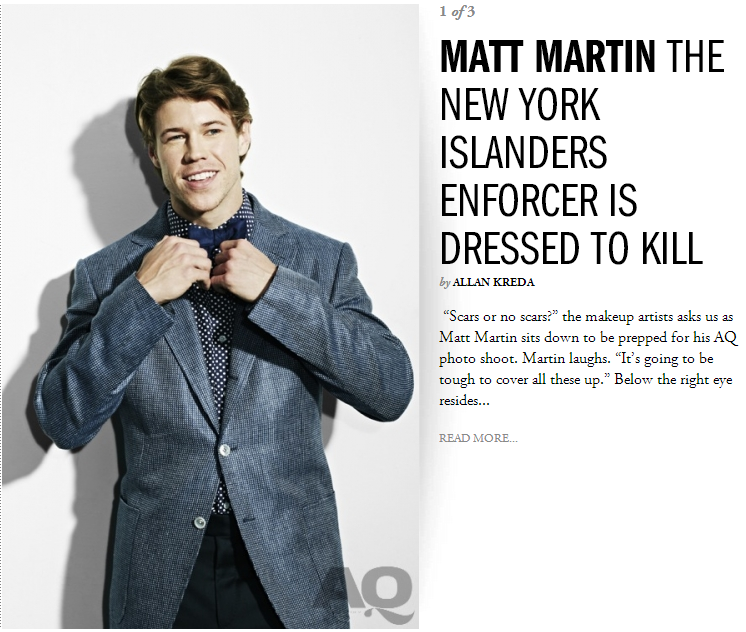 1 of 3
MATT MARTIN THE
NEW YORK
ISLANDERS
ENFORCER IS
DRESSED TO KILL
by ALLAN KREDA
“Scars or no scars?” the makeup artists asks us as
Matt Martin sits down to be prepped for his AQ
photo shoot. Martin laughs. “It’s going to be
tough to cover all these up.” Below the right eye
resides...
READ MORE...
AQ